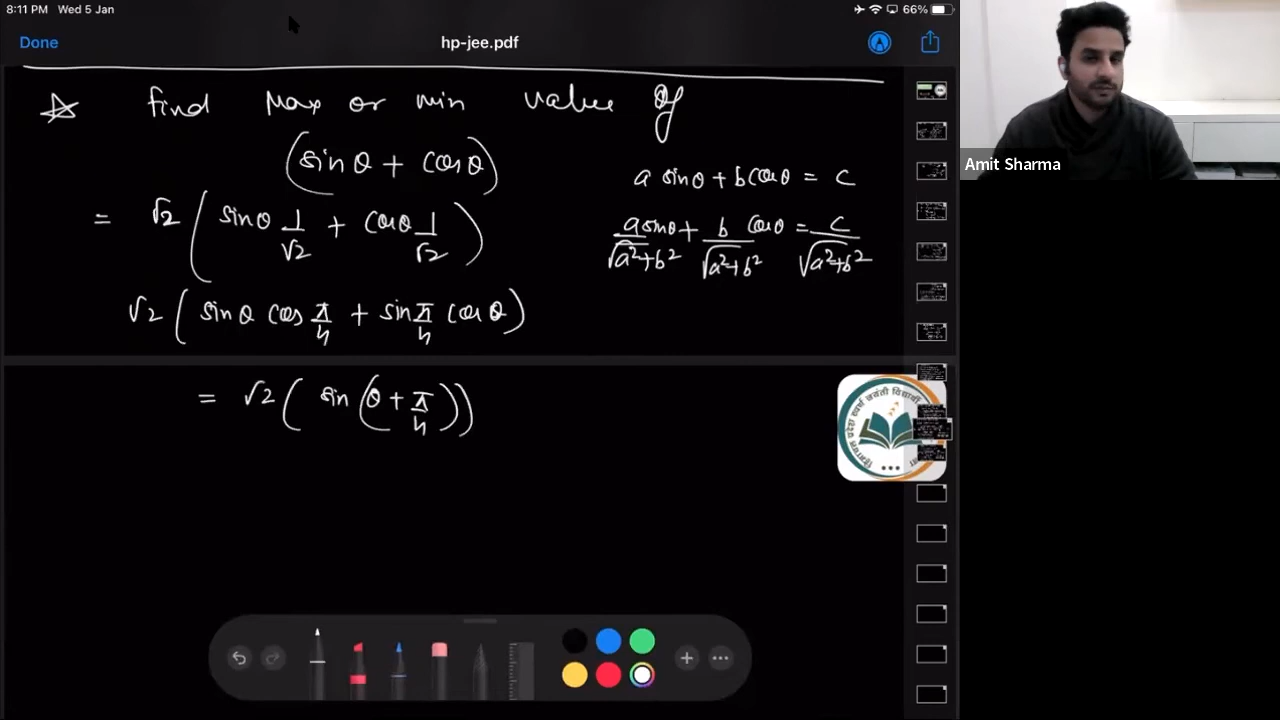 8:11 PM Wed 5 Jan
66%
Done
hp-jee.pdf
☆ find Max or min value of
(sinθ + cosθ)
= √2 ( sinθ 1/√2 + cosθ 1/√2 )
√2 ( sinθ cos π/4 + sin π/4 cosθ )
= √2 ( sin (θ + π/4))
a sinθ + b cosθ = c
a sinθ/√a²+b² + b/√a²+b² cosθ = c/√a²+b²
Amit Sharma